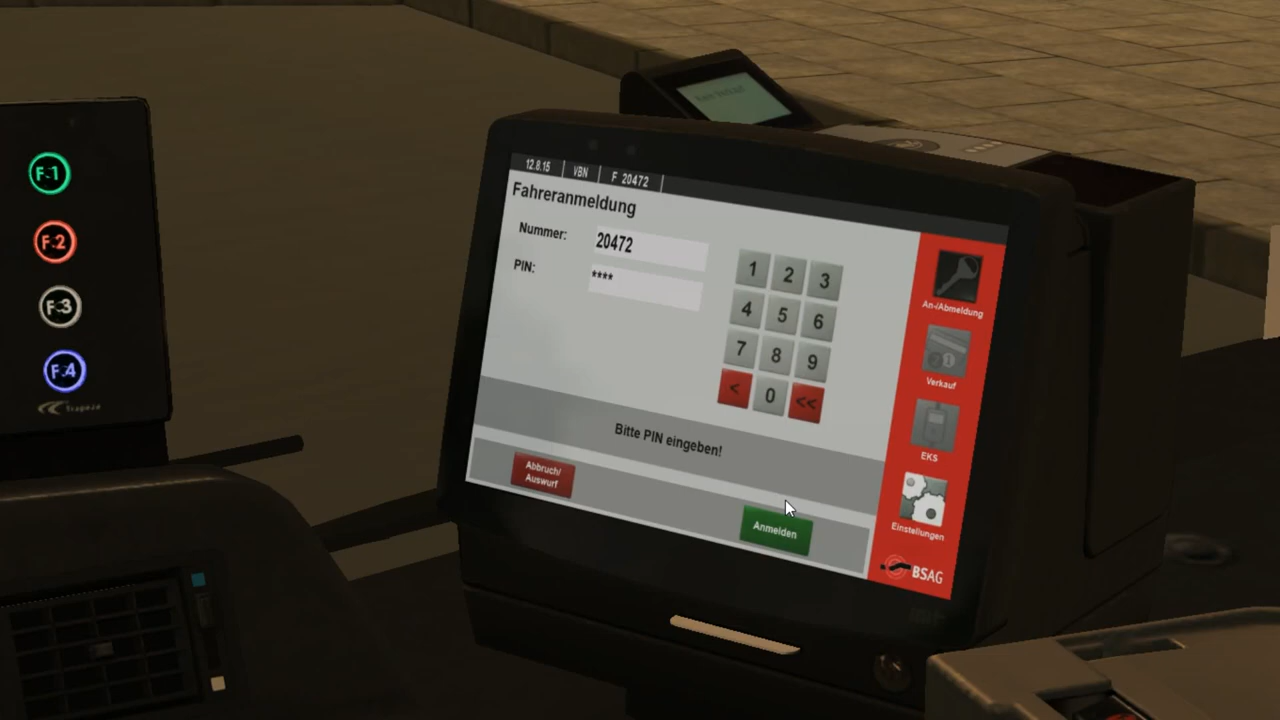 F-1
F-2
F-3
F-4
trapeze
12.8.15 VBN F 20472
Fahreranmeldung
Nummer: 20472
PIN: ****
1 2 3
4 5 6
7 8 9
< 0 <<
Bitte PIN eingeben!
Abbruch/
Auswurf
Anmelden
An-/Abmeldung
Verkauf
EKS
Einstellungen
BSAG